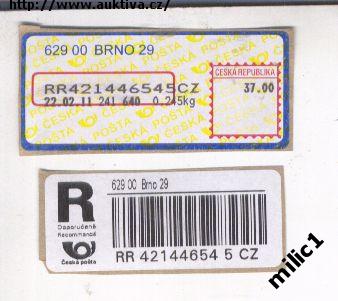 http://www.auktiva.cz/
629 00 BRNO 29
ČESKÁ REPUBLIKA
RR421446545CZ
37.00
22.02.11 241 640 0.245kg
629 00 Brno 29
R
Doporučeně
Recommandé
Česká pošta
RR 42144654 5 CZ
milic1